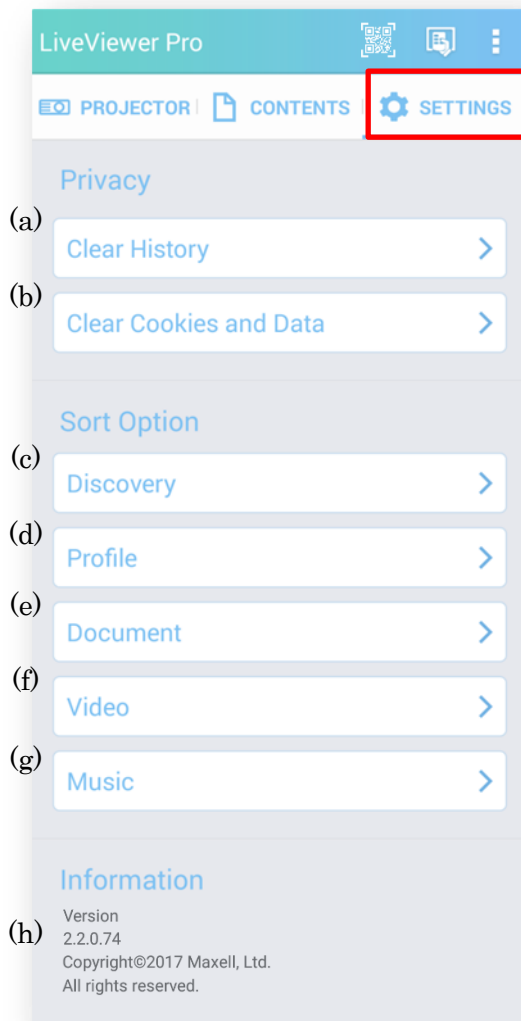 LiveViewer Pro
PROJECTOR CONTENTS SETTINGS
Privacy
(a) Clear History
(b) Clear Cookies and Data
Sort Option
(c) Discovery
(d) Profile
(e) Document
(f) Video
(g) Music
Information
Version
(h) 2.2.0.74
Copyright©2017 Maxell, Ltd.
All rights reserved.